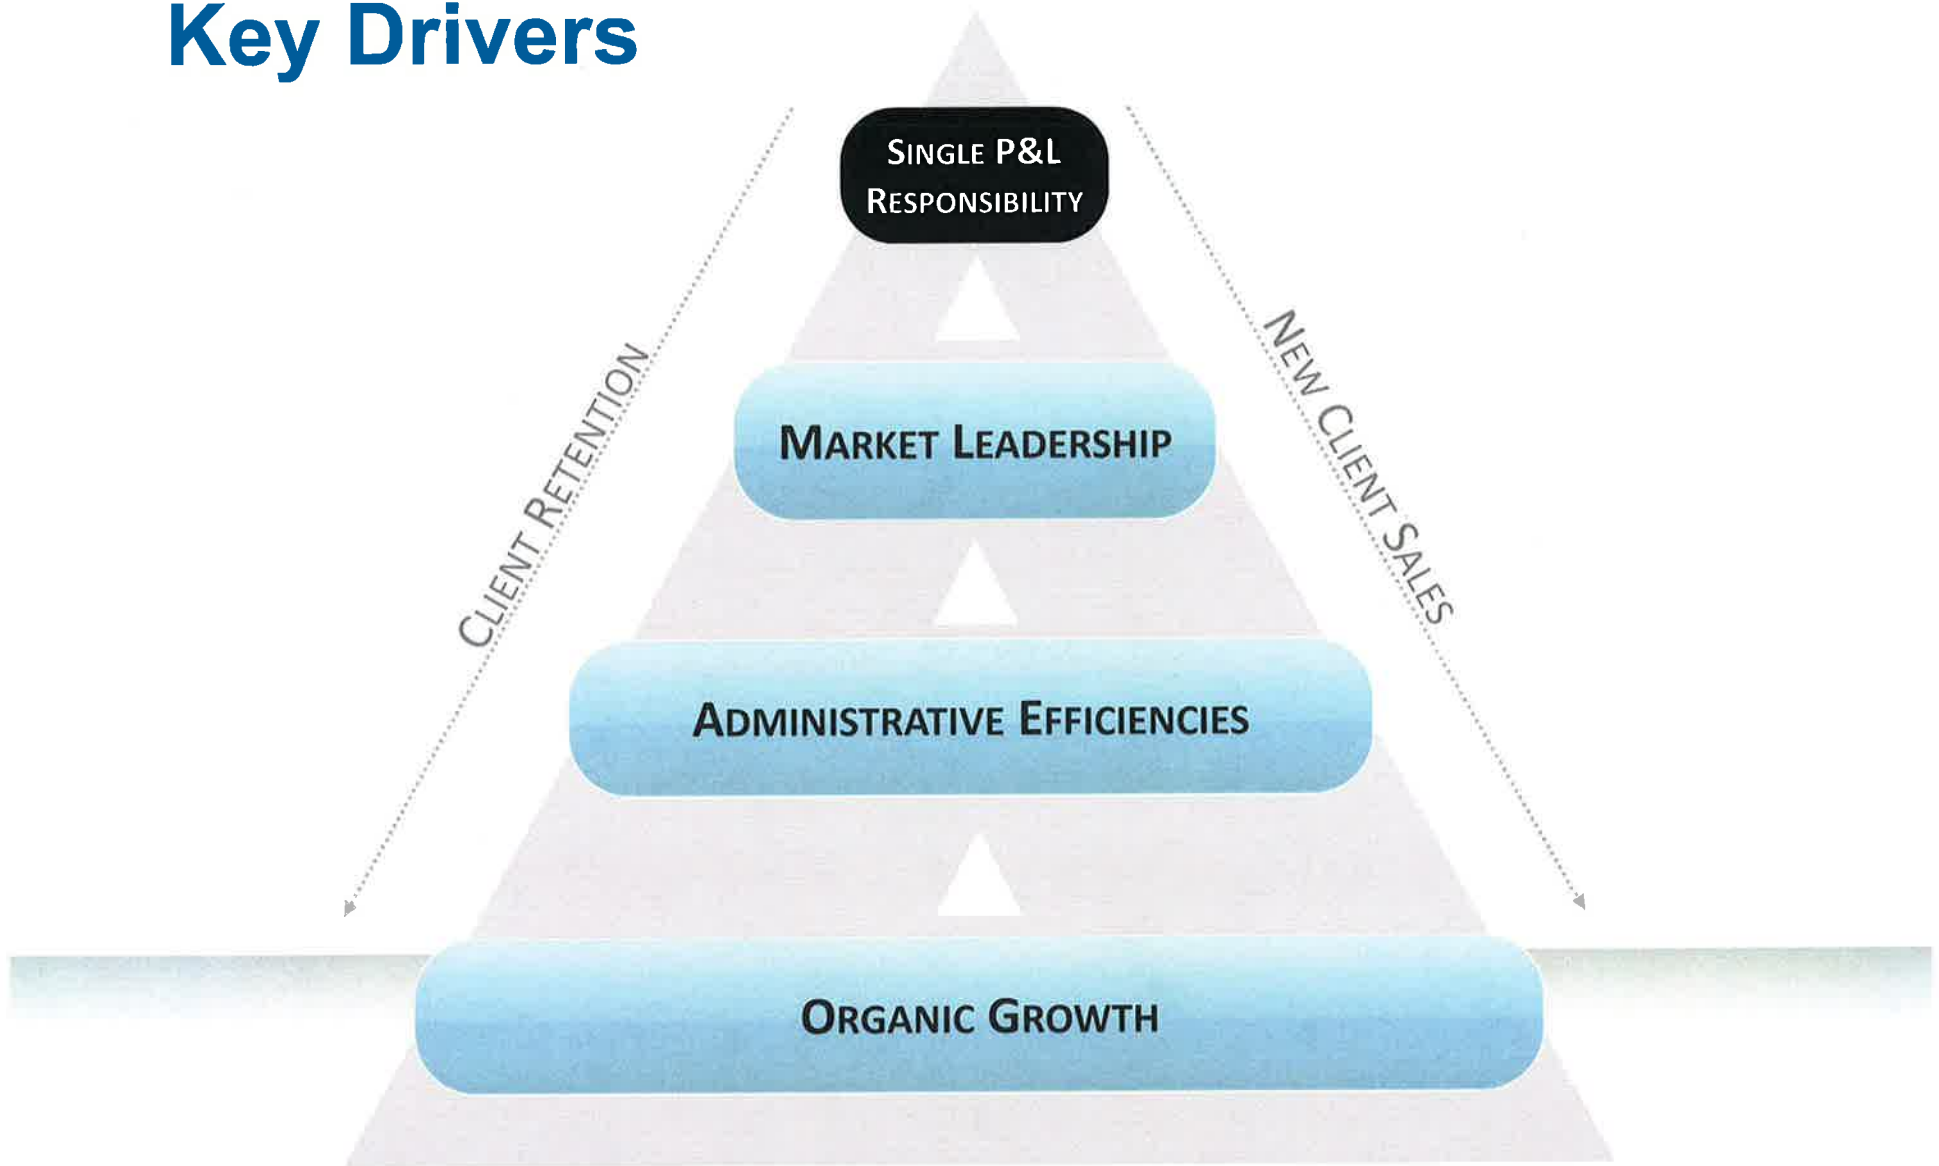 Key Drivers
SINGLE P&L
RESPONSIBILITY
CLIENT RETENTION
NEW CLIENT SALES
MARKET LEADERSHIP
ADMINISTRATIVE EFFICIENCIES
ORGANIC GROWTH